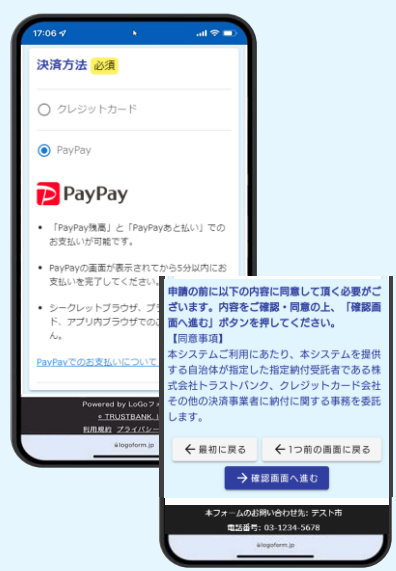 17:06
決済方法 必須
クレジットカード
PayPay
PayPay
「PayPay残高」と「PayPayあと払い」での
お支払いが可能です。
PayPayの画面が表示されてから5分以内にお
支払いを完了してください。
シークレットブラウザ、プ
ド、アプリ内ブラウザでのご
ん。
PayPayでのお支払いについて
Powered by LoGoフォ
© TRUSTBANK, I
利用規約 プライバシー
logoform.jp
申請の前に以下の内容に同意して頂く必要がご
ざいます。内容をご確認・同意の上、「確認画
面へ進む」ボタンを押してください。
【同意事項】
本システムご利用にあたり、本システムを提供
する自治体が指定した指定納付受託者である株
式会社トラストバンク、クレジットカード会社
その他の決済事業者に納付に関する事務を委託
します。
←最初に戻る ←1つ前の画面に戻る
→確認画面へ進む
本フォームのお問い合わせ先: テスト市
電話番号: 03-1234-5678
logoform.jp